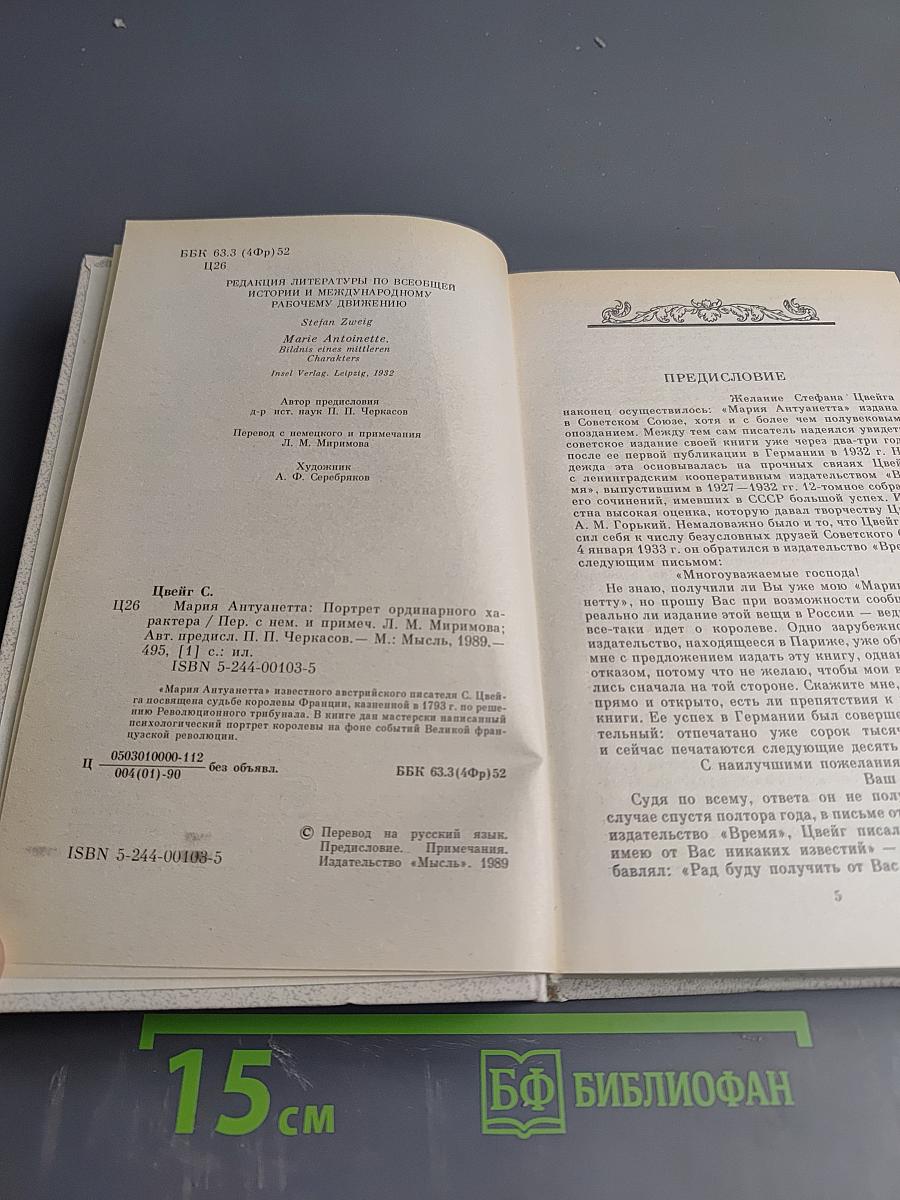 ББК 63.3 (4Фр)52
Ц26
РЕДАКЦИЯ ЛИТЕРАТУРЫ ПО ВСЕОБЩЕЙ
ИСТОРИИ И МЕЖДУНАРОДНОМУ
РАБОЧЕМУ ДВИЖЕНИЮ
Stefan Zweig
Marie Antoinette.
Bildnis eines mittleren
Charakters
Insel Verlag. Leipzig, 1932
Автор предисловия
д-р ист. наук П. П. Черкасов
Перевод с немецкого и примечания
Л. М. Миримова
Художник
А. Ф. Серебряков
Цвейг С.
Ц26 Мария Антуанетта: Портрет ординарного ха-
рактера / Пер. с нем. и примеч. Л. М. Миримова;
Авт. предисл. П. П. Черкасов.— М.: Мысль, 1989.—
495, [1] с.: ил.
ISBN 5-244-00103-5
«Мария Антуанетта» известного австрийского писателя С. Цвей-
га посвящена судьбе королевы Франции, казненной в 1793 г. по реше-
нию Революционного трибунала. В книге дан мастерски написанный
психологический портрет королевы на фоне событий Великой фран-
цузской революции.
Ц 0503010000-112
004(01)-90 без объявл.
ББК 63.3(4Фр)52
ISBN 5-244-00103-5
© Перевод на русский язык.
Предисловие. Примечания.
Издательство «Мысль». 1989
ПРЕДИСЛОВИЕ
Желание Стефана Цвейга
наконец осуществилось: «Мария Антуанетта» издана
в Советском Союзе, хотя и с более чем полувековым
опозданием. Между тем сам писатель надеялся увидеть
советское издание своей книги уже через два-три год
после ее первой публикации в Германии в 1932 г. Н
дежда эта основывалась на прочных связях Цвей
с ленинградским кооперативным издательством «В
мя», выпустившим в 1927—1932 гг. 12-томное собра
его сочинений, имевших в СССР большой успех. И
стна высокая оценка, которую давал творчеству Ц
А. М. Горький. Немаловажно было и то, что Цвейг
сил себя к числу безусловных друзей Советского С
4 января 1933 г. он обратился в издательство «Вре
следующим письмом:
«Многоуважаемые господа!
Не знаю, получили ли Вы уже мою «Мари
нетту», но прошу Вас при возможности сообщ
реально ли издание этой вещи в России — вед
все-таки идет о королеве. Одно зарубежно
издательство, находящееся в Париже, уже об
мне с предложением издать эту книгу, однак
отказом, потому что не желаю, чтобы мои в
лись сначала на той стороне. Скажите мне,
прямо и открыто, есть ли препятствия к
книги. Ее успех в Германии был соверше
тельный: отпечатано уже сорок тысяч
и сейчас печатаются следующие десять
С наилучшими пожелания
Ваш
Судя по всему, ответа он не пол
случае спустя полтора года, в письме от
издательство «Время», Цвейг писал
имею от Вас никаких известий» —
бавлял: «Рад буду получить от Вас
5
15 см
БФ БИБЛИОФАН